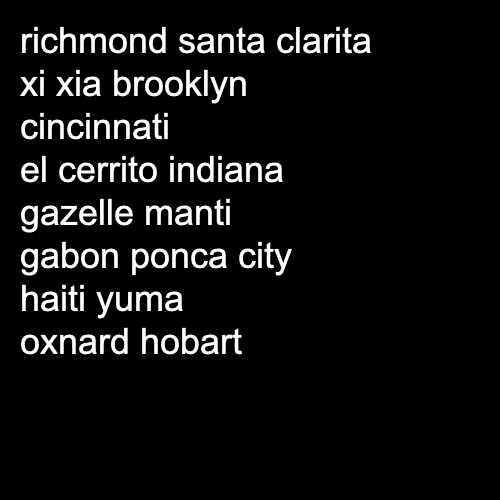 richmond santa clarita
xi xia brooklyn
cincinnati
el cerrito indiana
gazelle manti
gabon ponca city
haiti yuma
oxnard hobart